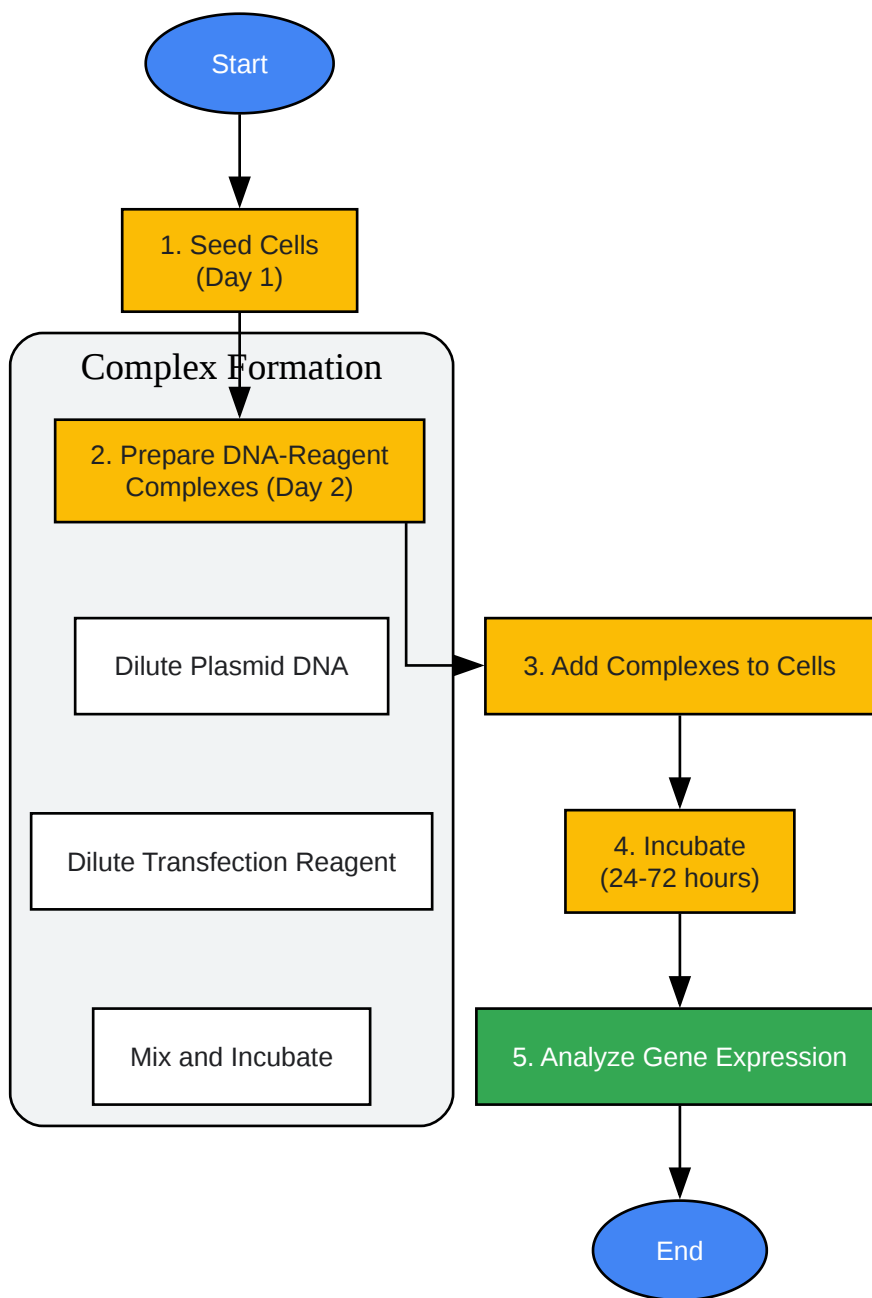 Start
1. Seed Cells
(Day 1)
Complex Formation
2. Prepare DNA-Reagent
Complexes (Day 2)
Dilute Plasmid DNA
3. Add Complexes to Cells
Dilute Transfection Reagent
4. Incubate
(24-72 hours)
Mix and Incubate
5. Analyze Gene Expression
End